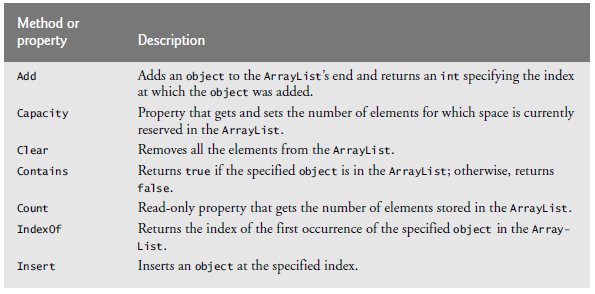 Method or
property Description
Add Adds an object to the ArrayList’s end and returns an int specifying the index
at which the object was added.
Capacity Property that gets and sets the number of elements for which space is currently
reserved in the ArrayList.
Clear Removes all the elements from the ArrayList.
Contains Returns true if the specified object is in the ArrayList; otherwise, returns
false.
Count Read-only property that gets the number of elements stored in the ArrayList.
IndexOf Returns the index of the first occurrence of the specified object in the Array-
List.
Insert Inserts an object at the specified index.